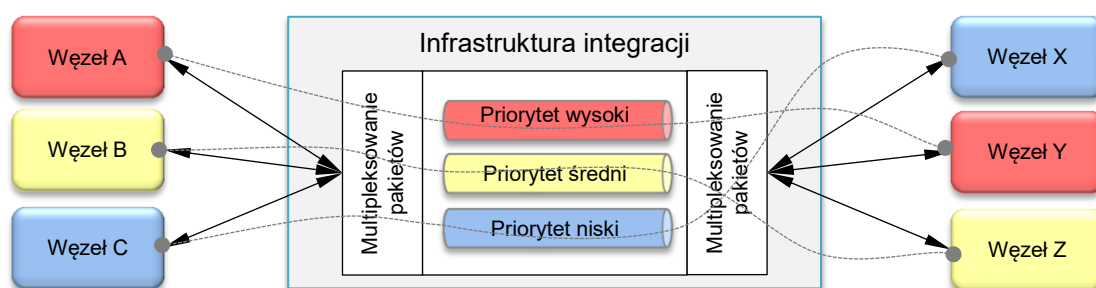 Infrastruktura integracji
Węzeł A
Węzeł B
Węzeł C
Multipleksowanie
pakietów
Priorytet wysoki
Priorytet średni
Priorytet niski
Multipleksowanie
pakietów
Węzeł X
Węzeł Y
Węzeł Z